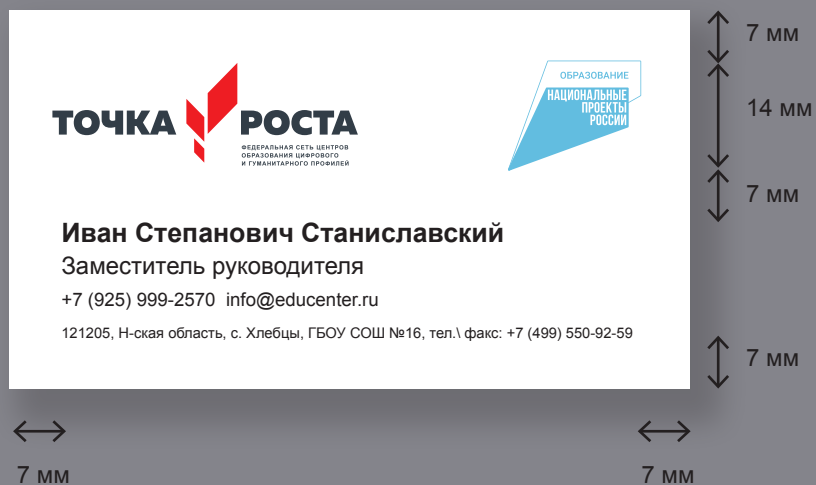 ТОЧКА РОСТА
ФЕДЕРАЛЬНАЯ СЕТЬ ЦЕНТРОВ
ОБРАЗОВАНИЯ ЦИФРОВОГО
И ГУМАНИТАРНОГО ПРОФИЛЕЙ
ОБРАЗОВАНИЕ
НАЦИОНАЛЬНЫЕ
ПРОЕКТЫ
РОССИИ
Иван Степанович Станиславский
Заместитель руководителя
+7 (925) 999-2570 info@educenter.ru
121205, Н-ская область, с. Хлебцы, ГБОУ СОШ №16, тел.\ факс: +7 (499) 550-92-59
7 мм
14 мм
7 мм
7 мм
7 мм
7 мм